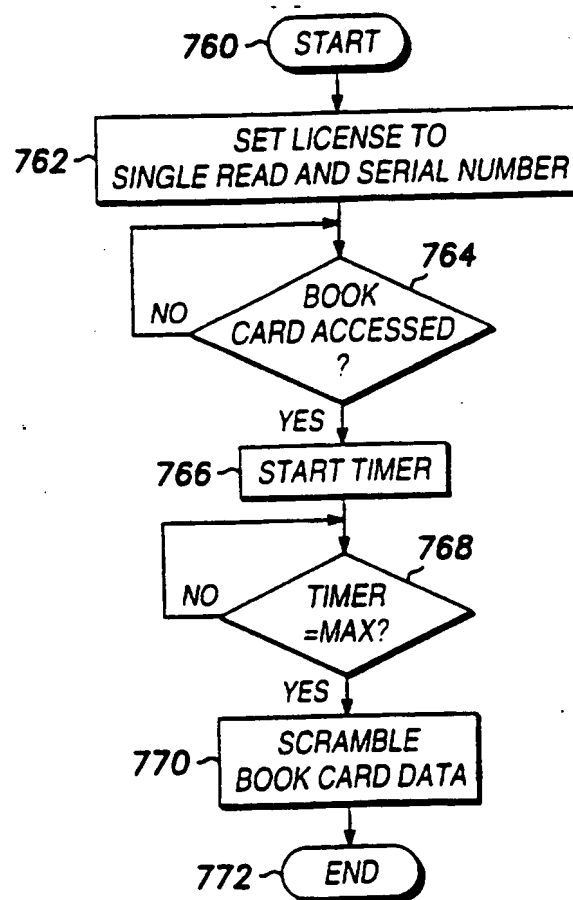 760
START
762
SET LICENSE TO
SINGLE READ AND SERIAL NUMBER
764
BOOK
CARD ACCESSED
?
NO
YES
766
START TIMER
768
TIMER
=MAX?
NO
YES
770
SCRAMBLE
BOOK CARD DATA
772
END